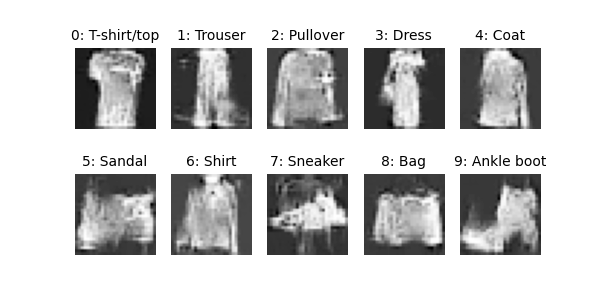 0: T-shirt/top 1: Trouser 2: Pullover 3: Dress 4: Coat
5: Sandal 6: Shirt 7: Sneaker 8: Bag 9: Ankle boot